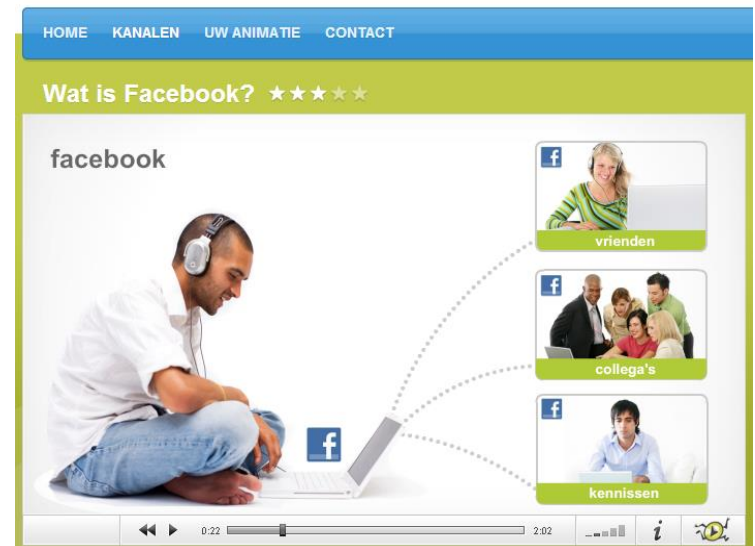 HOME KANALEN UW ANIMATIE CONTACT
Wat is Facebook?
facebook
f
vrienden
f
collega's
f
kennissen
f
0:22 2:02
i